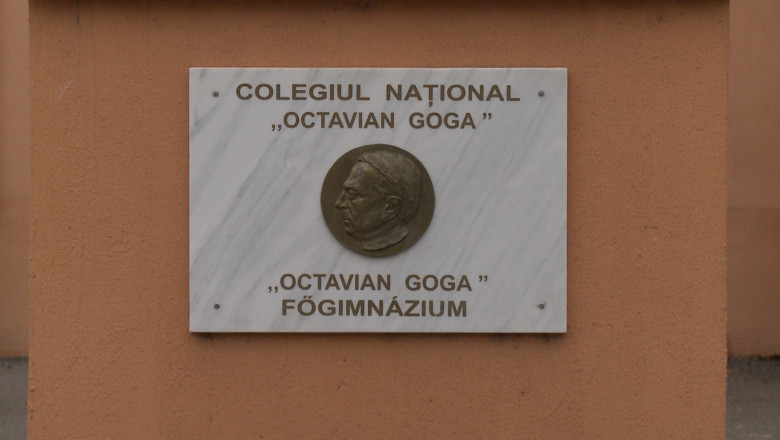 COLEGIUL NAȚIONAL
,,OCTAVIAN GOGA”
,,OCTAVIAN GOGA”
FŐGIMNÁZIUM